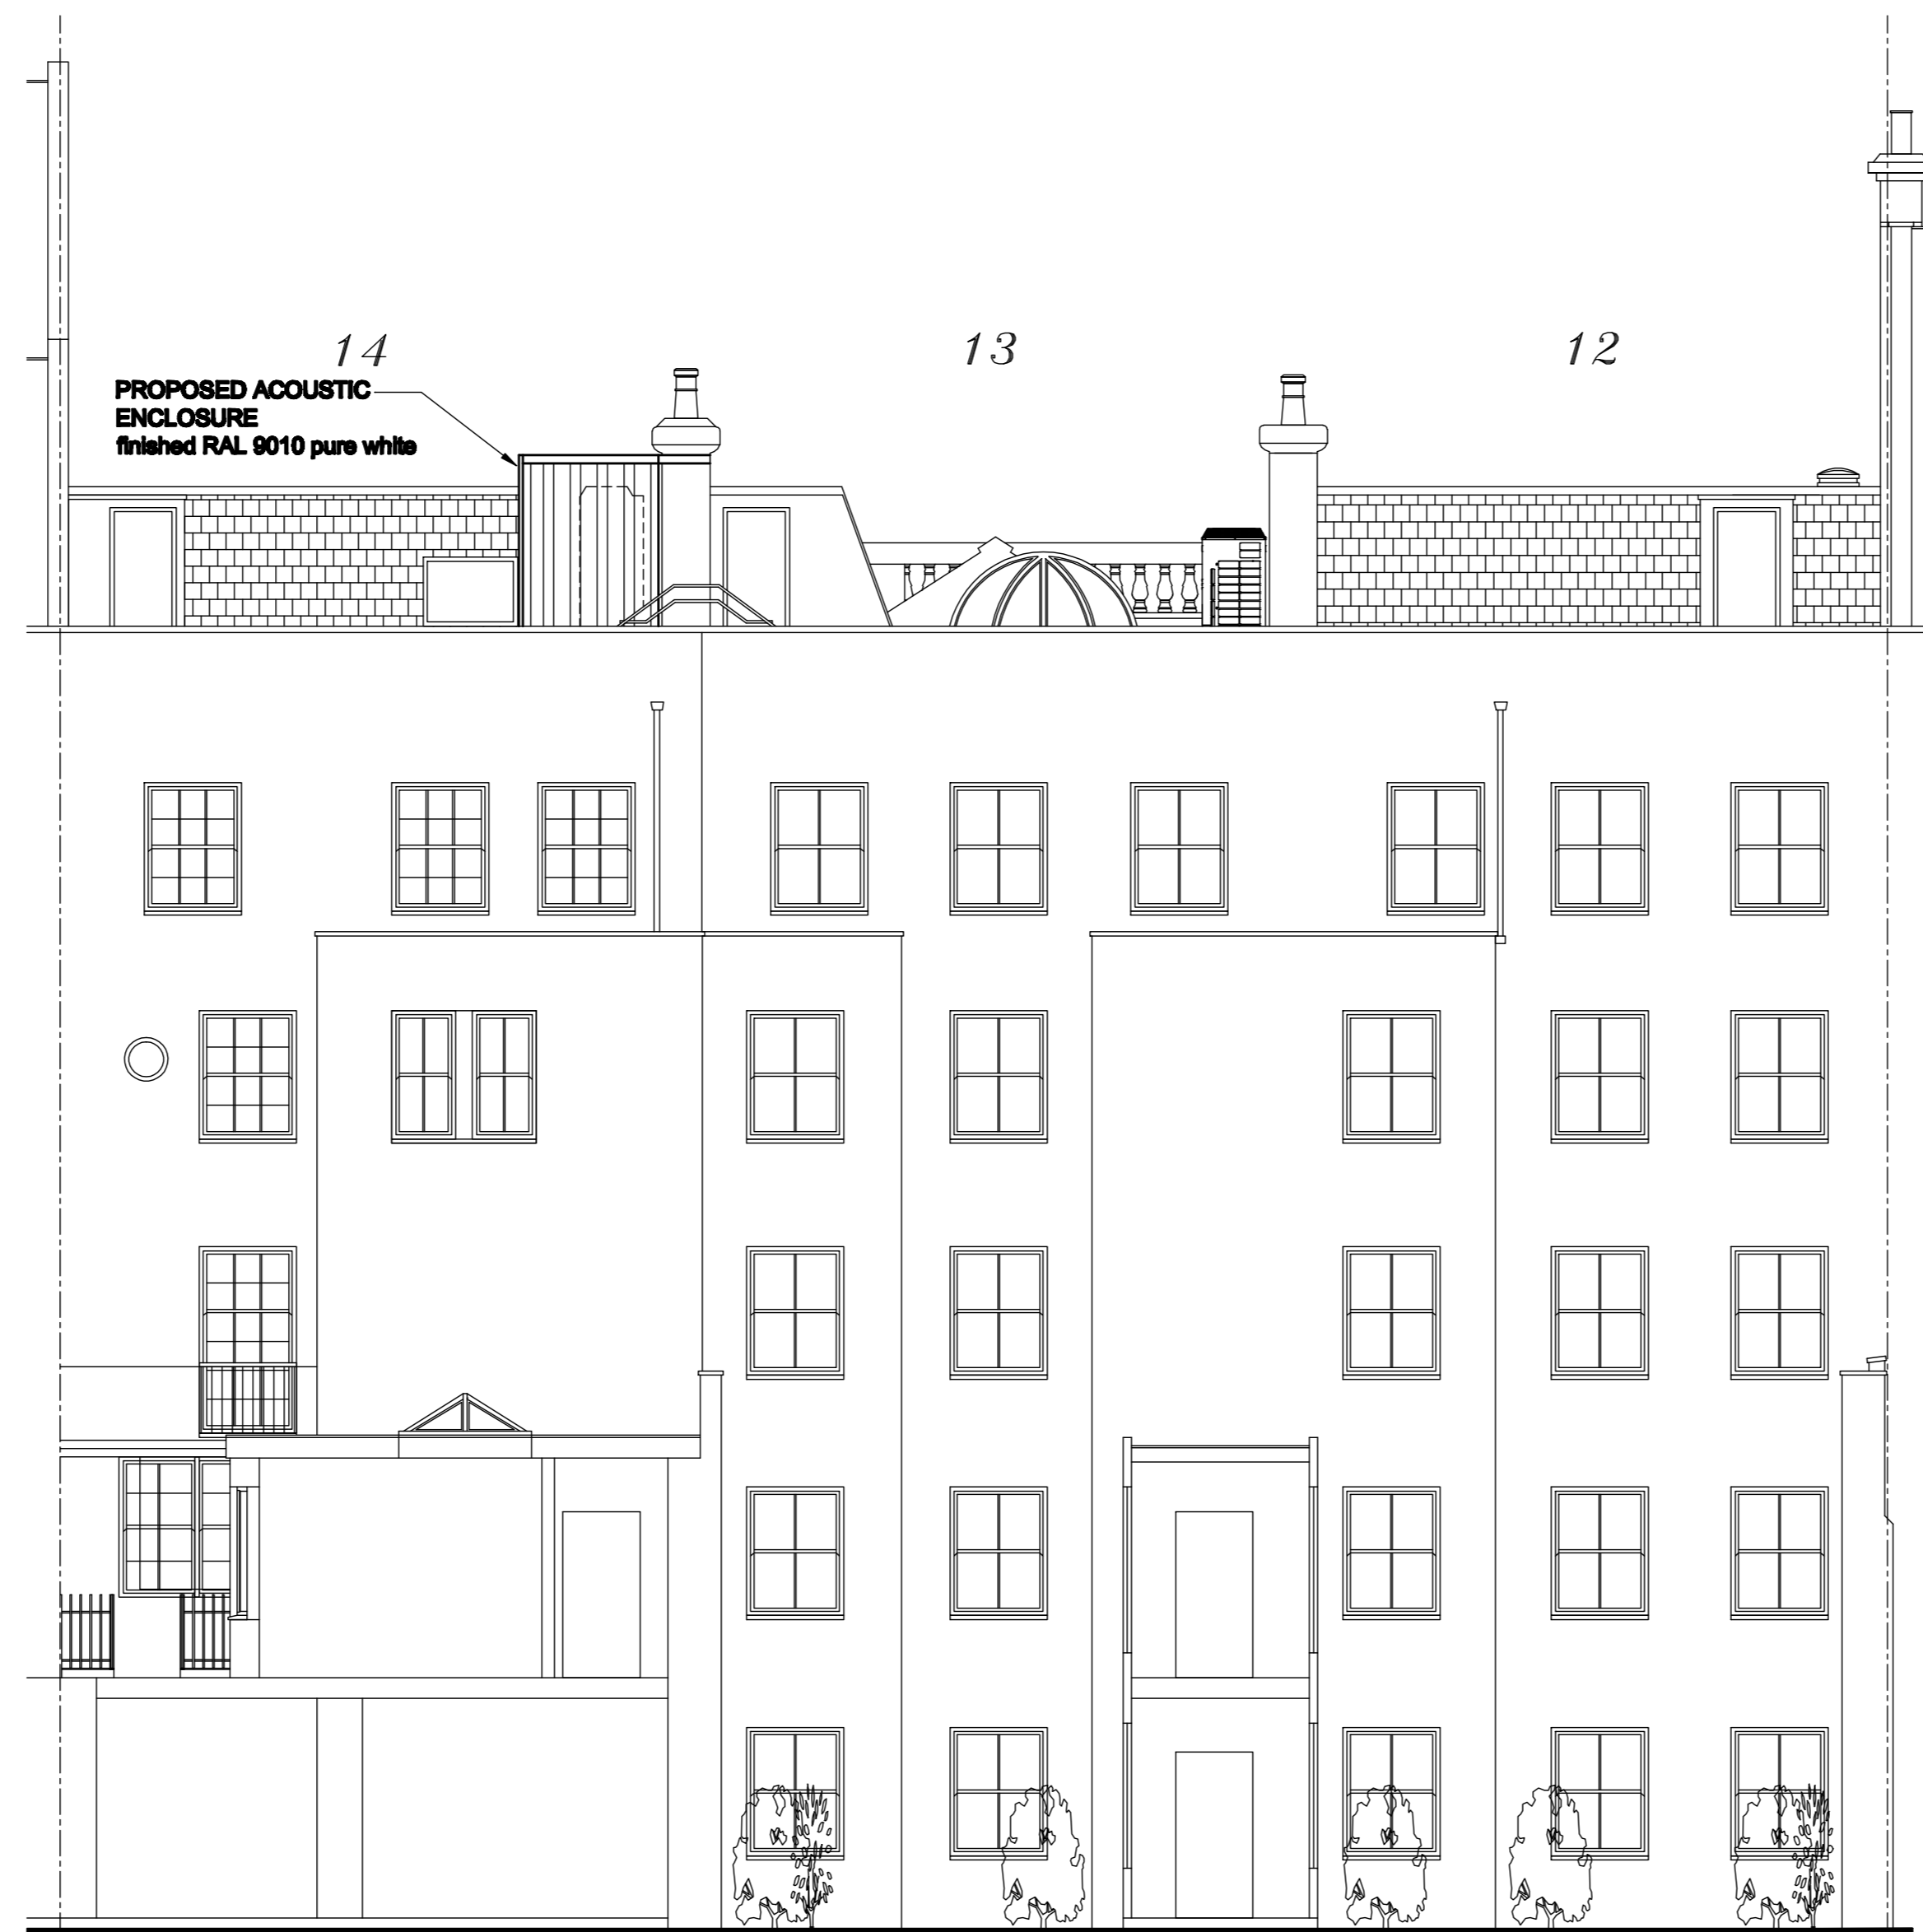 14
13
12
PROPOSED ACOUSTIC
ENCLOSURE
finished RAL 9010 pure white